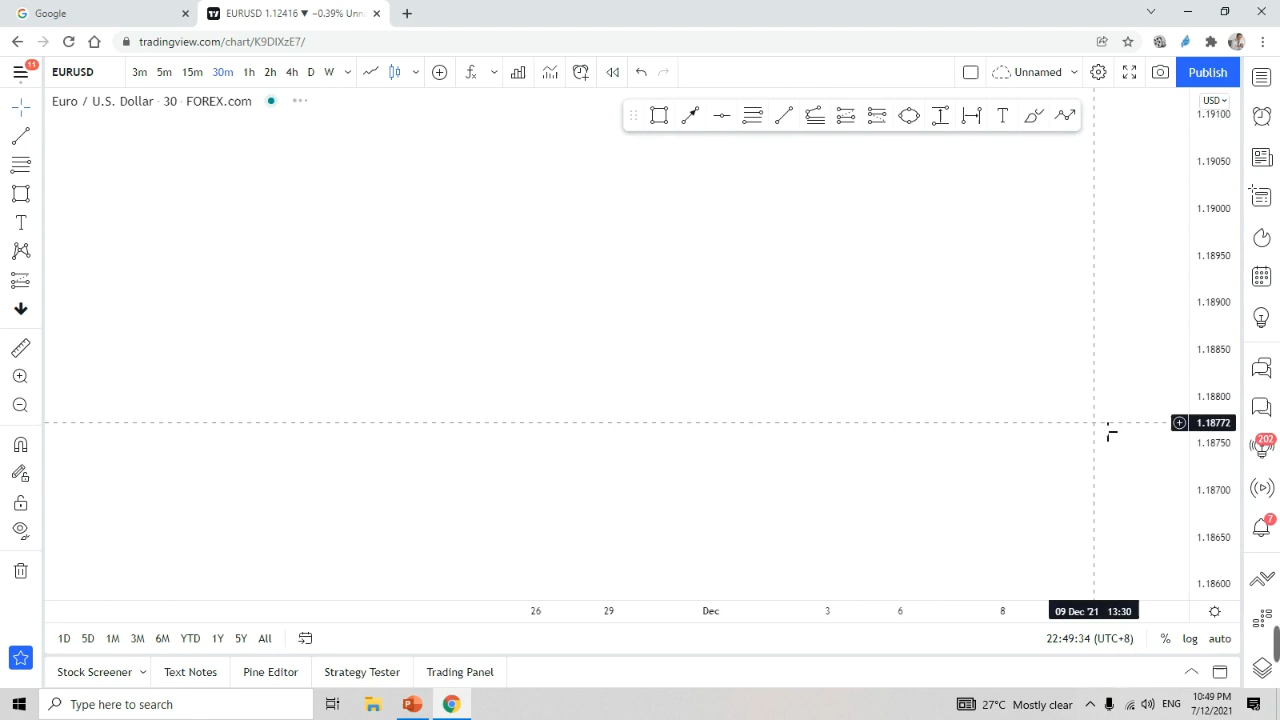 Google
EURUSD 1.12416 ▼ −0.39% Unn
tradingview.com/chart/K9DIXzE7/
11
EURUSD
3m 5m 15m 30m 1h 2h 4h D W
Unnamed
Publish
Euro / U.S. Dollar · 30 · FOREX.com
USD
1.19100
1.19050
1.19000
1.18950
1.18900
1.18850
1.18800
1.18772
1.18750
1.18700
1.18650
1.18600
202
7
26 29 Dec 3 6 8 09 Dec '21 13:30
1D 5D 1M 3M 6M YTD 1Y 5Y All
22:49:34 (UTC+8) % log auto
Stock Screener Text Notes Pine Editor Strategy Tester Trading Panel
Type here to search
27°C Mostly clear
ENG
10:49 PM
7/12/2021